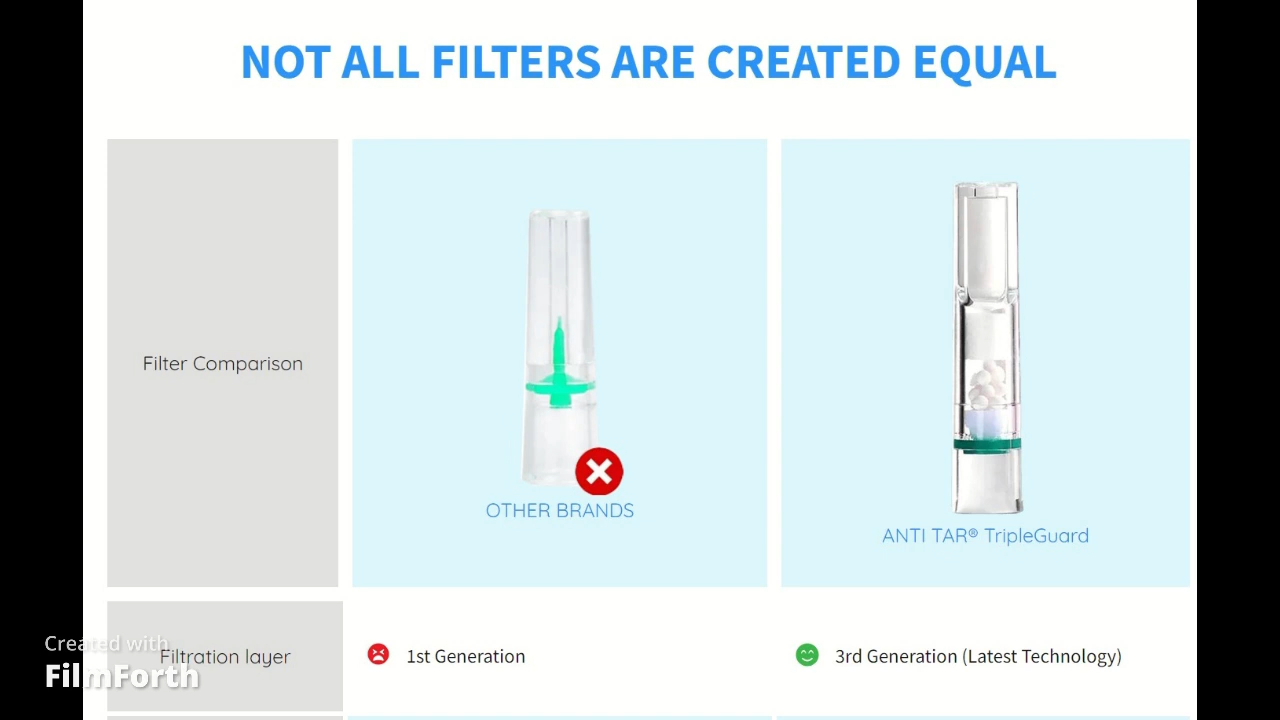 NOT ALL FILTERS ARE CREATED EQUAL
Filter Comparison
OTHER BRANDS
ANTI TAR® TripleGuard
Filtration layer
1st Generation
3rd Generation (Latest Technology)
Created with
FilmForth